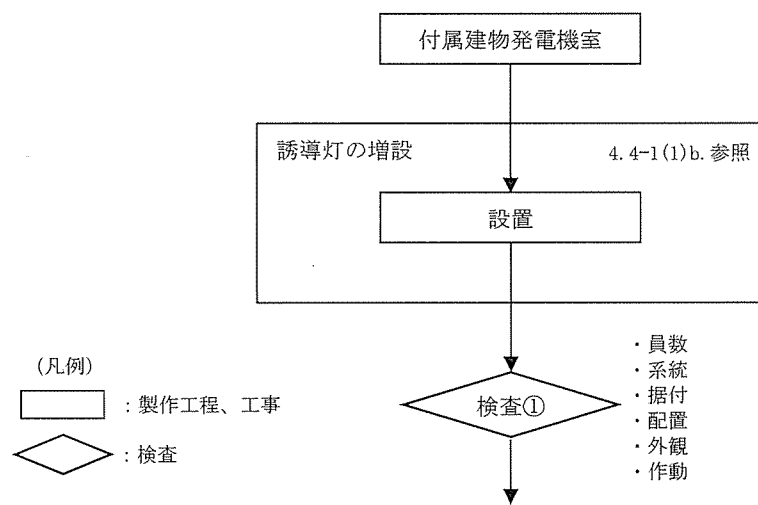 付属建物発電機室
誘導灯の増設
4.4-1(1)b.参照
設置
検査①
・員数
・系統
・据付
・配置
・外観
・作動
(凡例)
：製作工程、工事
：検査